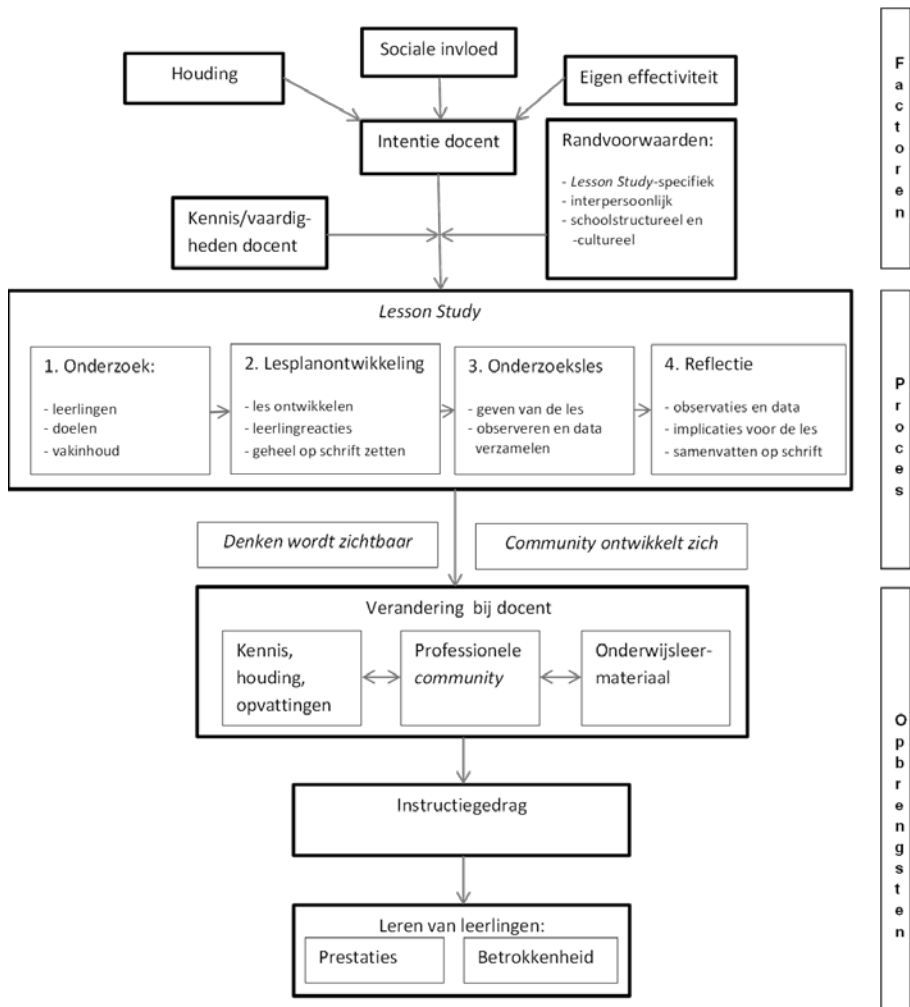 Sociale invloed
Houding
Eigen effectiviteit
Intentie docent
Randvoorwaarden:
- Lesson Study-specifiek
- interpersoonlijk
- schoolstructureel en
-cultureel
Kennis/vaardig-
heden docent
Factoren
Lesson Study
1. Onderzoek:
- leerlingen
- doelen
- vakinhoud
2. Lesplanontwikkeling
- les ontwikkelen
- leerlingreacties
- geheel op schrift zetten
3. Onderzoeksles
- geven van de les
- observeren en data
verzamelen
4. Reflectie
- observaties en data
- implicaties voor de les
- samenvatten op schrift
Denken wordt zichtbaar
Community ontwikkelt zich
Proces
Verandering bij docent
Kennis,
houding,
opvattingen
Professionele
community
Onderwijsleer-
materiaal
Instructiegedrag
Leren van leerlingen:
Prestaties
Betrokkenheid
Opbrengsten